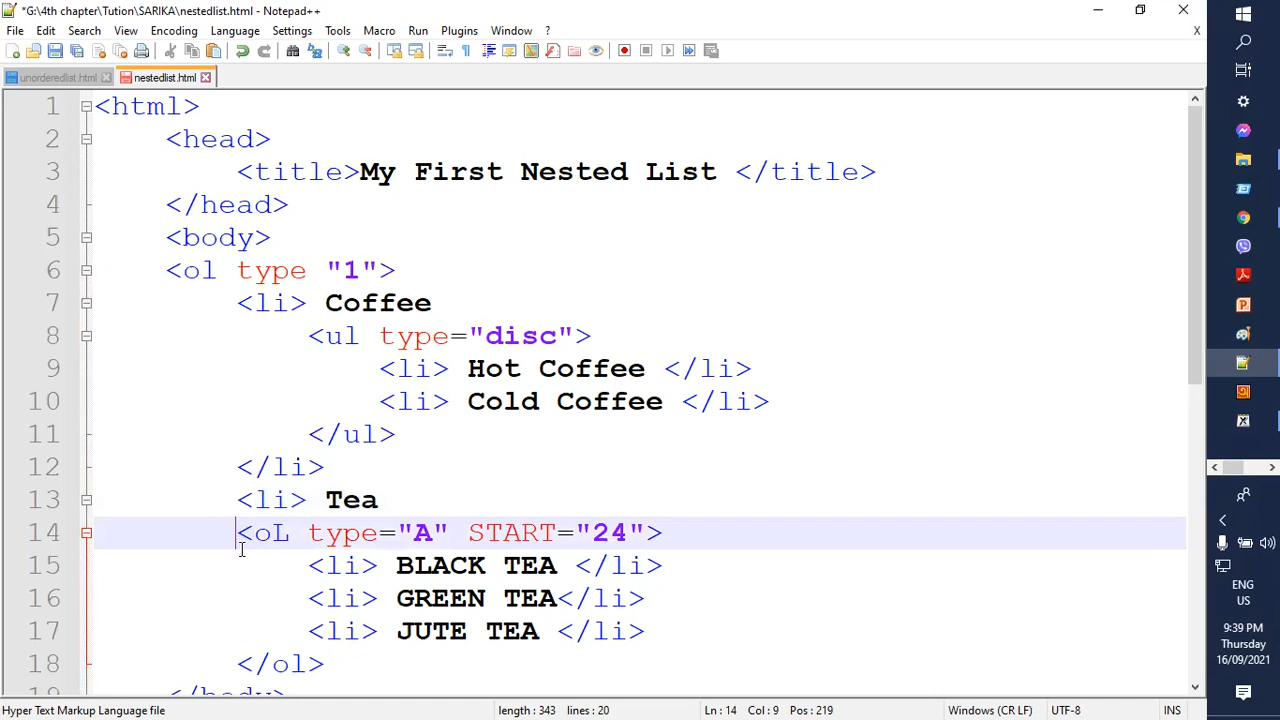 *G:\4th chapter\Tution\SARIKA\nestedlist.html - Notepad++
File Edit Search View Encoding Language Settings Tools Macro Run Plugins Window ? X
unorderedlist.html nestedlist.html
1 <html>
2 <head>
3 <title>My First Nested List </title>
4 </head>
5 <body>
6 <ol type "1">
7 <li> Coffee
8 <ul type="disc">
9 <li> Hot Coffee </li>
10 <li> Cold Coffee </li>
11 </ul>
12 </li>
13 <li> Tea
14 <oL type="A" START="24">
15 <li> BLACK TEA </li>
16 <li> GREEN TEA</li>
17 <li> JUTE TEA </li>
18 </ol>
19 </body>
Hyper Text Markup Language file length : 343 lines : 20 Ln : 14 Col : 9 Pos : 219 Windows (CR LF) UTF-8 INS
ENG
US
9:39 PM
Thursday
16/09/2021